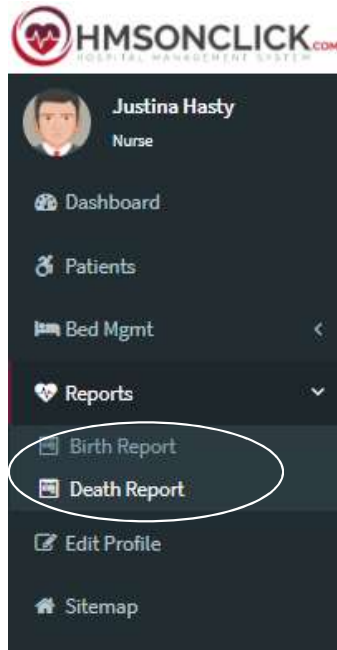 HMSONCLICK.COM
HOSPITAL MANAGEMENT SYSTEM
Justina Hasty
Nurse
Dashboard
Patients
Bed Mgmt
Reports
Birth Report
Death Report
Edit Profile
Sitemap